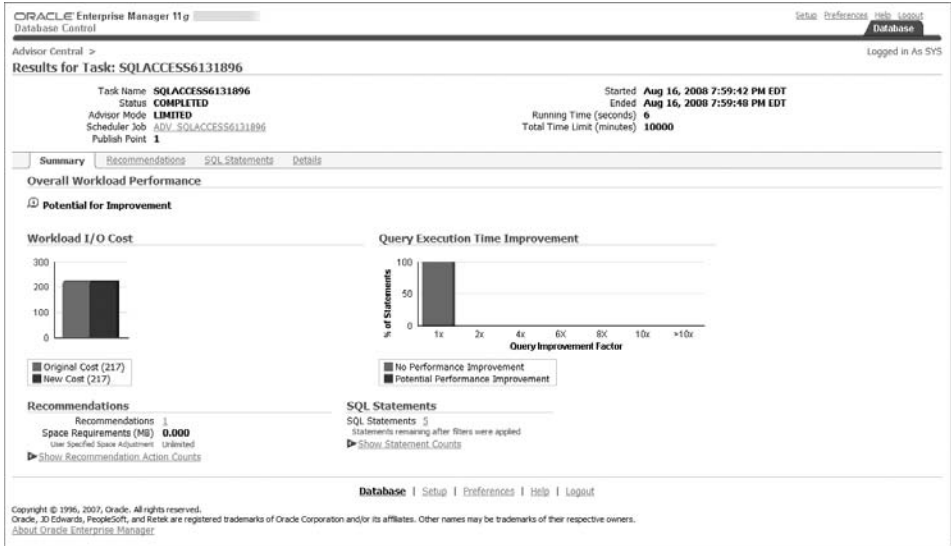 ORACLE Enterprise Manager 11g
Database Control
Setup Preferences Help Logout
Database
Advisor Central >
Logged in As SYS
Results for Task: SQLACCESS6131896
Task Name SQLACCESS6131896
Status COMPLETED
Advisor Mode LIMITED
Scheduler Job ADV_SQLACCESS6131896
Publish Point 1
Started Aug 16, 2008 7:59:42 PM EDT
Ended Aug 16, 2008 7:59:48 PM EDT
Running Time (seconds) 6
Total Time Limit (minutes) 10000
Summary Recommendations SQL Statements Details
Overall Workload Performance
Potential for Improvement
Workload I/O Cost
300
200
100
0
Original Cost (217)
New Cost (217)
Query Execution Time Improvement
% of Statements
100
50
0
1x 2x 4x 6X 8X 10x >10x
Query Improvement Factor
No Performance Improvement
Potential Performance Improvement
Recommendations
Recommendations 1
Space Requirements (MB) 0.000
User Specified Space Adjustment Unlimited
Show Recommendation Action Counts
SQL Statements
SQL Statements 5
Statements remaining after filters were applied
Show Statement Counts
Database | Setup | Preferences | Help | Logout
Copyright © 1996, 2007, Oracle. All rights reserved.
Oracle, JD Edwards, PeopleSoft, and Retek are registered trademarks of Oracle Corporation and/or its affiliates. Other names may be trademarks of their respective owners.
About Oracle Enterprise Manager